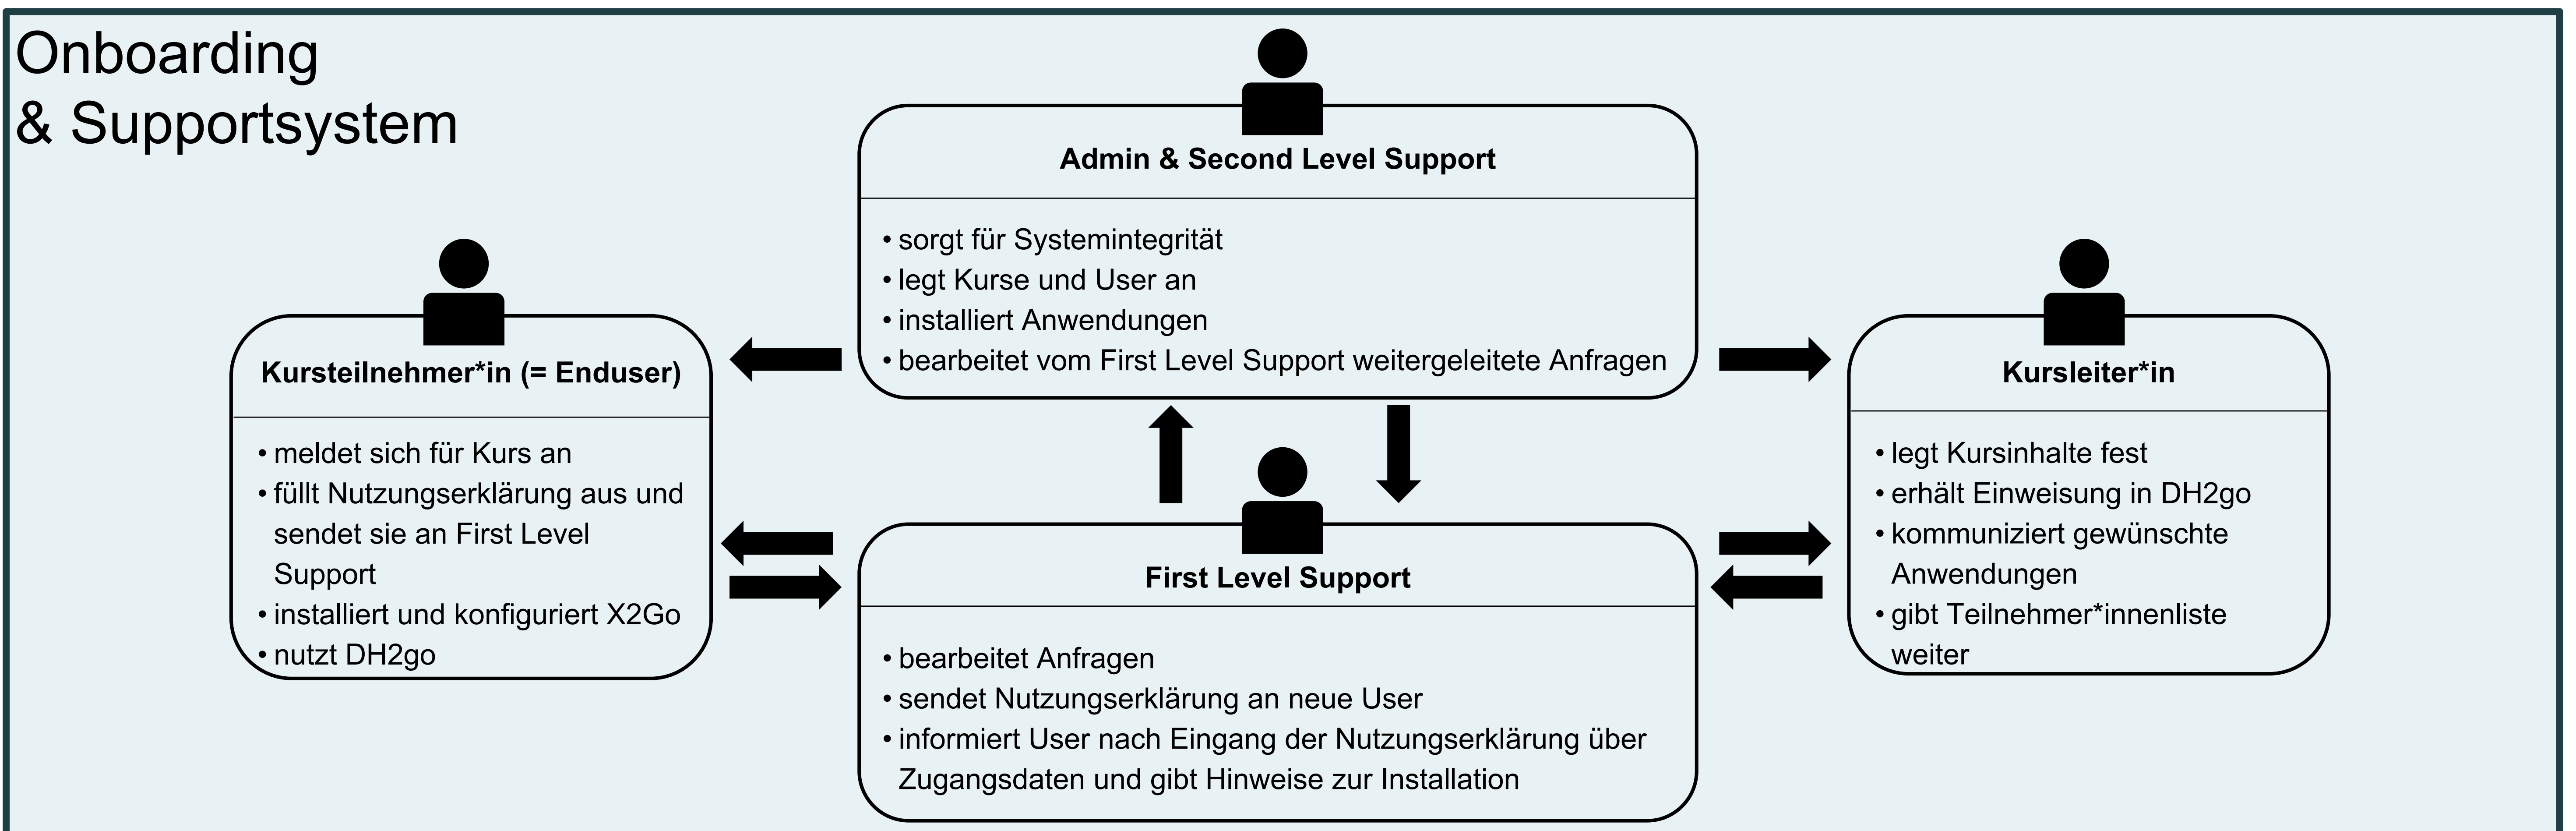 Onboarding
& Supportsystem
Admin & Second Level Support
• sorgt für Systemintegrität
• legt Kurse und User an
• installiert Anwendungen
• bearbeitet vom First Level Support weitergeleitete Anfragen
Kursteilnehmer*in (= Enduser)
• meldet sich für Kurs an
• füllt Nutzungserklärung aus und
sendet sie an First Level
Support
• installiert und konfiguriert X2Go
• nutzt DH2go
First Level Support
• bearbeitet Anfragen
• sendet Nutzungserklärung an neue User
• informiert User nach Eingang der Nutzungserklärung über
Zugangsdaten und gibt Hinweise zur Installation
Kursleiter*in
• legt Kursinhalte fest
• erhält Einweisung in DH2go
• kommuniziert gewünschte
Anwendungen
• gibt Teilnehmer*innenliste
weiter